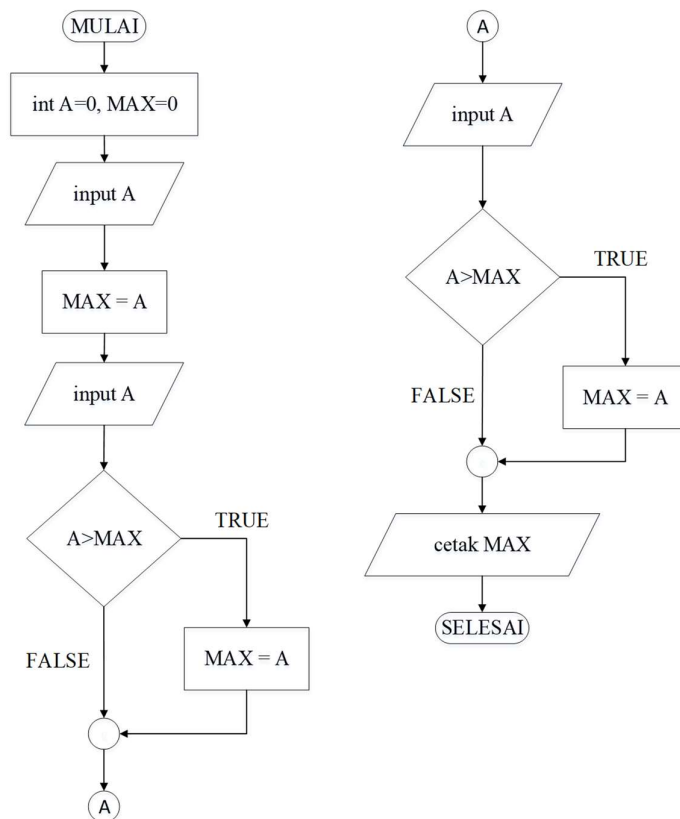 MULAI
int A=0, MAX=0
input A
MAX = A
input A
A>MAX
TRUE
FALSE
MAX = A
A
A
input A
A>MAX
TRUE
FALSE
MAX = A
cetak MAX
SELESAI